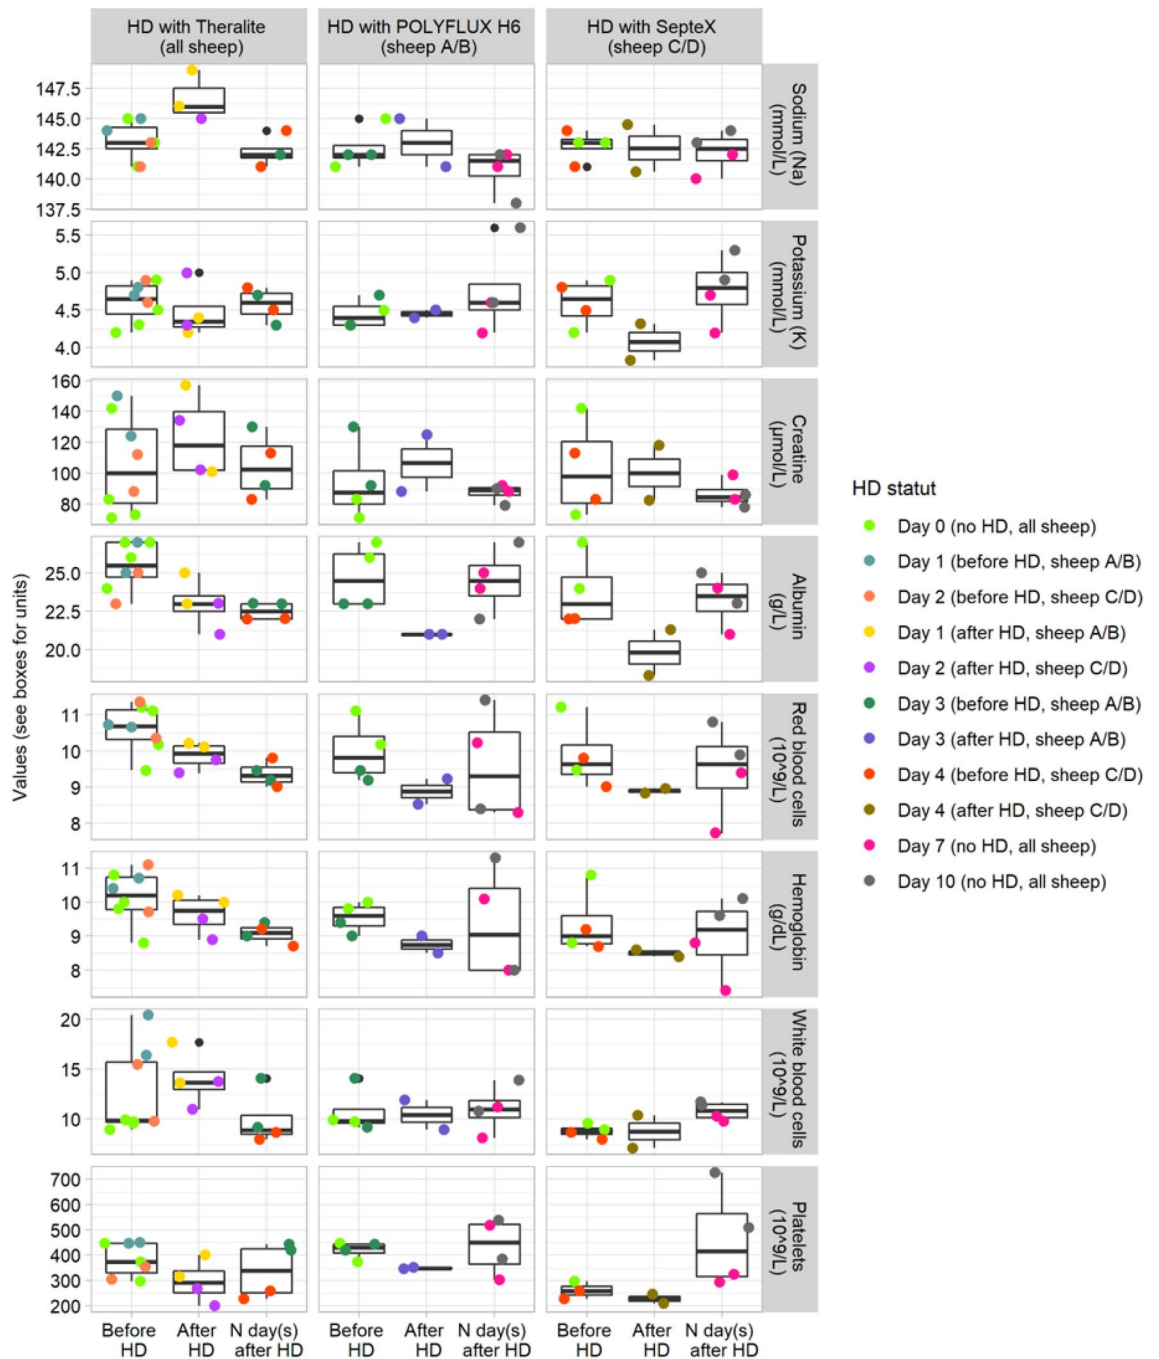 HD with Theralite
(all sheep)
HD with POLYFLUX H6
(sheep A/B)
HD with SepteX
(sheep C/D)
Values (see boxes for units)
147.5
145.0
142.5
140.0
137.5
Sodium (Na)
(mmol/L)
5.5
5.0
4.5
4.0
Potassium (K)
(mmol/L)
160
140
120
100
80
Creatine
(µmol/L)
25.0
22.5
20.0
Albumin
(g/L)
11
10
9
8
Red blood cells
(10^9/L)
11
10
9
8
Hemoglobin
(g/dL)
20
15
10
White blood cells
(10^9/L)
700
600
500
400
300
200
Platelets
(10^9/L)
Before
HD
After
HD
N day(s)
after HD
Before
HD
After
HD
N day(s)
after HD
Before
HD
After
HD
N day(s)
after HD
HD statut
Day 0 (no HD, all sheep)
Day 1 (before HD, sheep A/B)
Day 2 (before HD, sheep C/D)
Day 1 (after HD, sheep A/B)
Day 2 (after HD, sheep C/D)
Day 3 (before HD, sheep A/B)
Day 3 (after HD, sheep A/B)
Day 4 (before HD, sheep C/D)
Day 4 (after HD, sheep C/D)
Day 7 (no HD, all sheep)
Day 10 (no HD, all sheep)